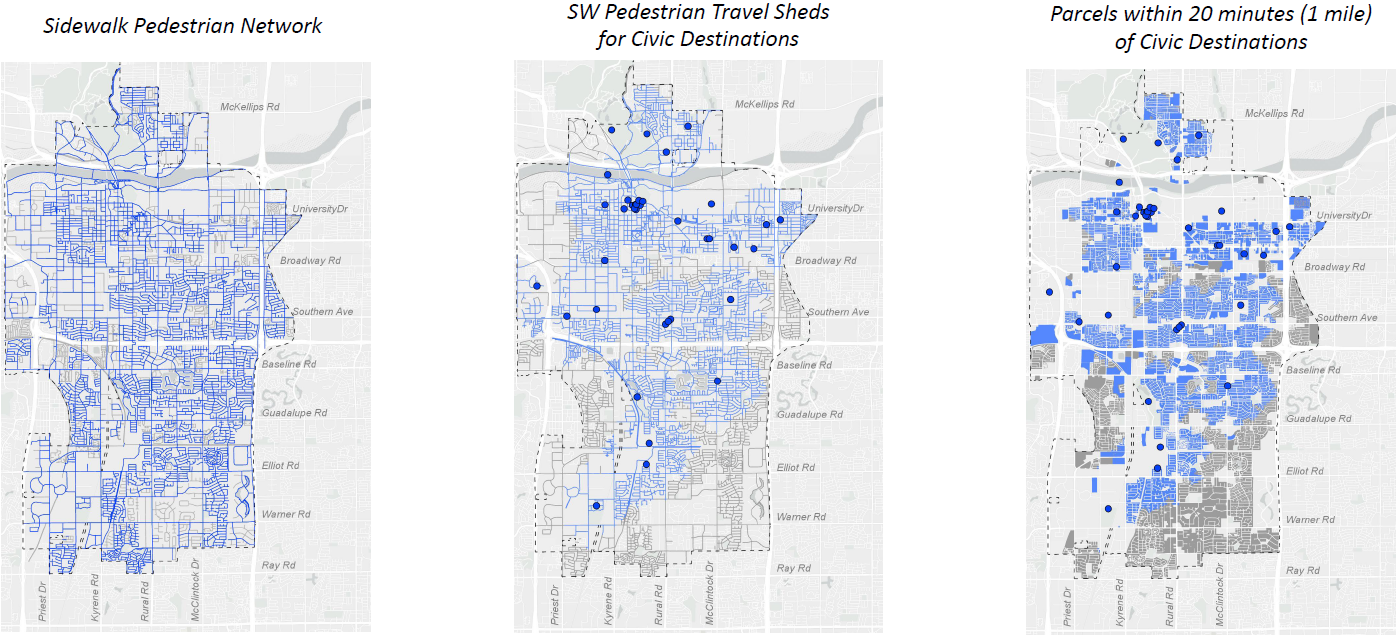 Sidewalk Pedestrian Network
McKellips Rd
UniversityDr
Broadway Rd
Southern Ave
Baseline Rd
Guadalupe Rd
Elliot Rd
Warner Rd
Ray Rd
Priest Dr
Kyrene Rd
Rural Rd
McClintock Dr
SW Pedestrian Travel Sheds
for Civic Destinations
McKellips Rd
UniversityDr
Broadway Rd
Southern Ave
Baseline Rd
Guadalupe Rd
Elliot Rd
Warner Rd
Ray Rd
Priest Dr
Kyrene Rd
Rural Rd
McClintock Dr
Parcels within 20 minutes (1 mile)
of Civic Destinations
McKellips Rd
UniversityDr
Broadway Rd
Southern Ave
Baseline Rd
Guadalupe Rd
Elliot Rd
Warner Rd
Ray Rd
Priest Dr
Kyrene Rd
Rural Rd
McClintock Dr